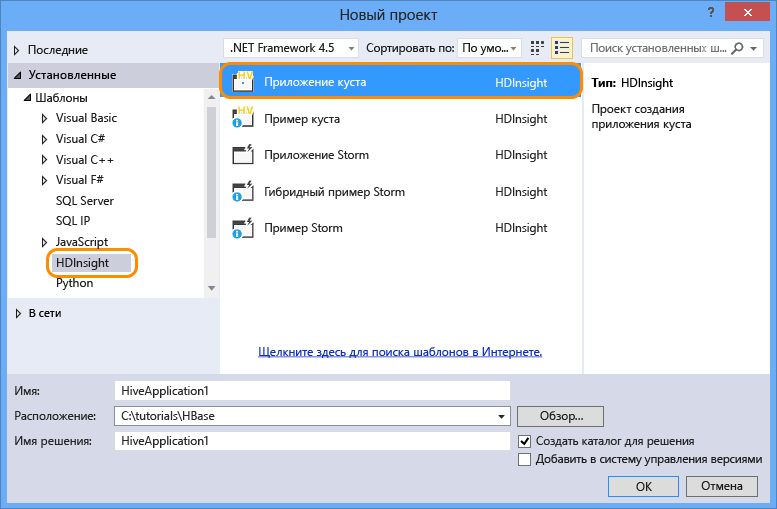 Новый проект
?
Последние
.NET Framework 4.5
Сортировать по:
По умо...
Поиск установленных ш...
Установленные
Шаблоны
Visual Basic
Visual C#
Visual C++
Visual F#
SQL Server
SQL IP
JavaScript
HDInsight
Python
В сети
Приложение куста HDInsight
Пример куста HDInsight
Приложение Storm HDInsight
Гибридный пример Storm HDInsight
Пример Storm HDInsight
Щелкните здесь для поиска шаблонов в Интернете.
Тип: HDInsight
Проект создания
приложения куста
Имя: HiveApplication1
Расположение: C:\tutorials\HBase Обзор...
Имя решения: HiveApplication1
Создать каталог для решения
Добавить в систему управления версиями
OK Отмена